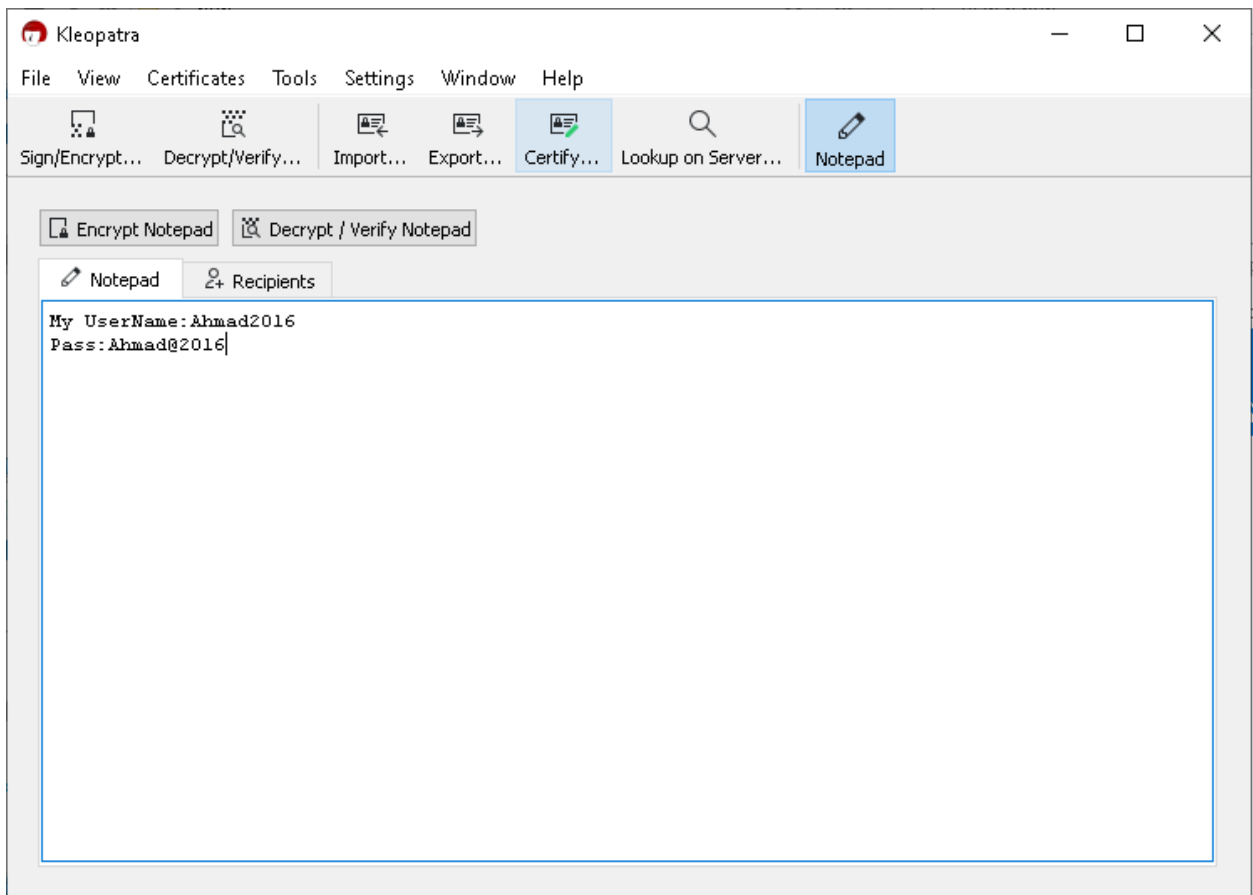 Kleopatra
File View Certificates Tools Settings Window Help
Sign/Encrypt... Decrypt/Verify... Import... Export... Certify... Lookup on Server... Notepad
Encrypt Notepad Decrypt / Verify Notepad
Notepad Recipients
My UserName:Ahmad2016
Pass:Ahmad@2016